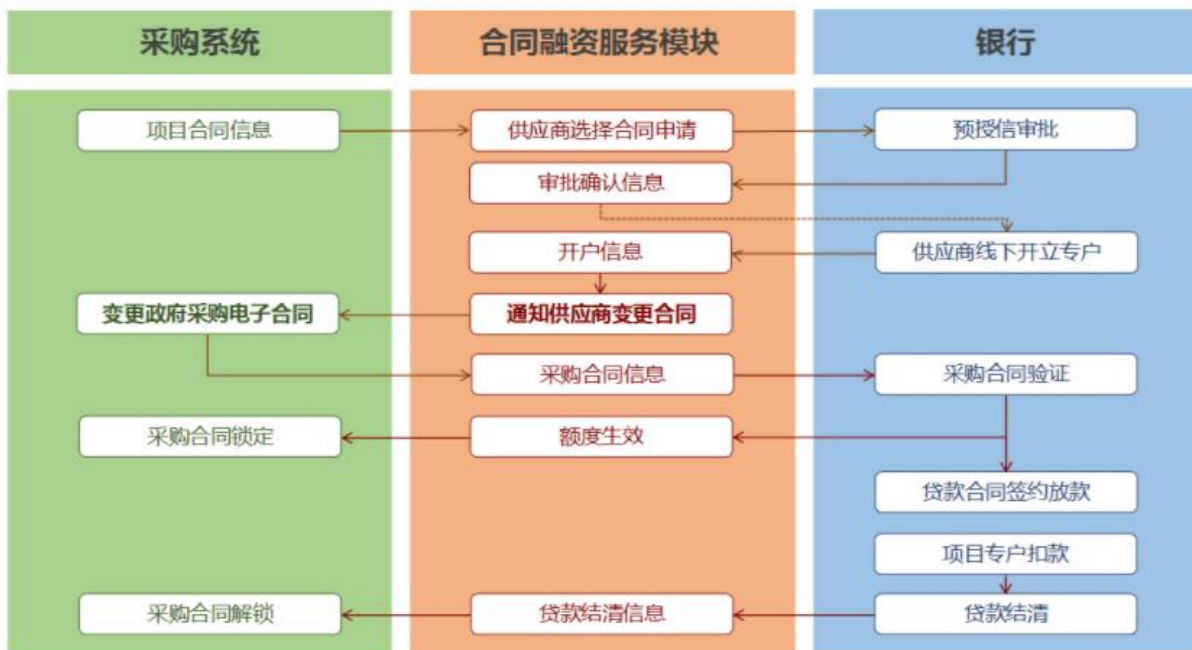 采购系统
合同融资服务模块
银行
项目合同信息
供应商选择合同申请
预授信审批
审批确认信息
开户信息
供应商线下开立专户
变更政府采购电子合同
通知供应商变更合同
采购合同信息
采购合同验证
采购合同锁定
额度生效
贷款合同签约放款
项目专户扣款
采购合同解锁
贷款结清信息
贷款结清